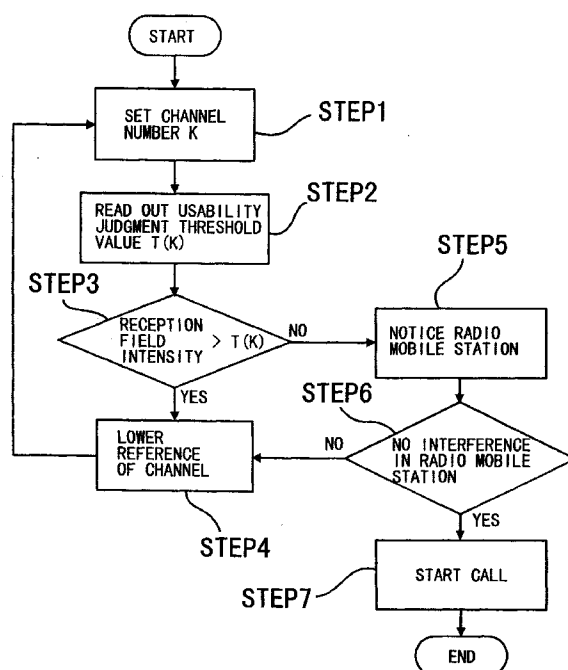 START
SET CHANNEL
NUMBER K
STEP1
READ OUT USABILITY
JUDGMENT THRESHOLD
VALUE T(K)
STEP2
STEP3
RECEPTION
FIELD
INTENSITY > T(K)
NO
YES
STEP5
NOTICE RADIO
MOBILE STATION
STEP6
NO INTERFERENCE
IN RADIO MOBILE
STATION
NO
YES
LOWER
REFERENCE
OF CHANNEL
STEP4
START CALL
STEP7
END